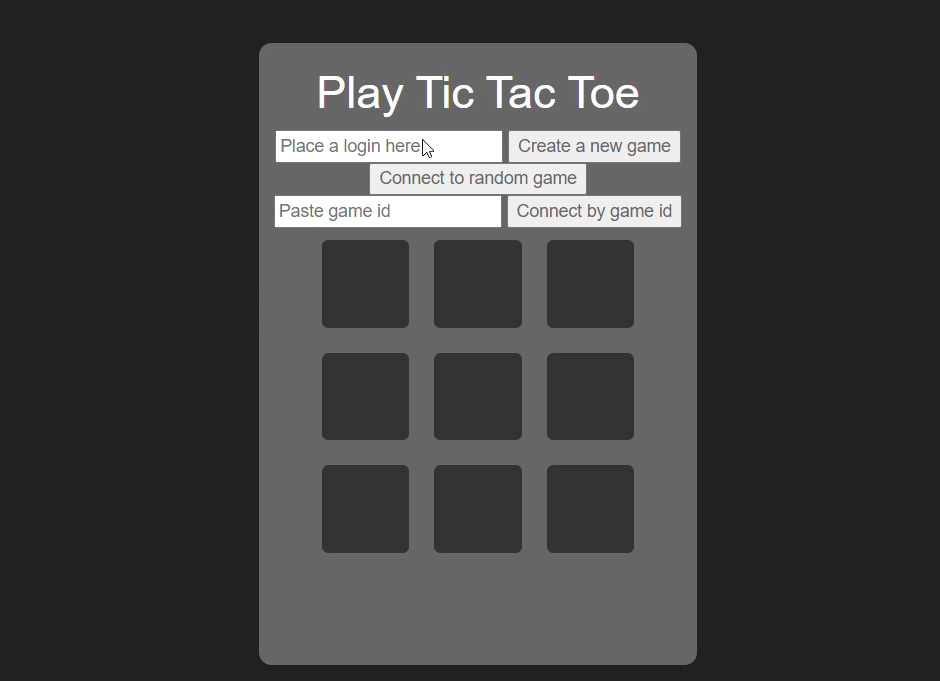 Play Tic Tac Toe
Place a login here
Create a new game
Connect to random game
Paste game id
Connect by game id